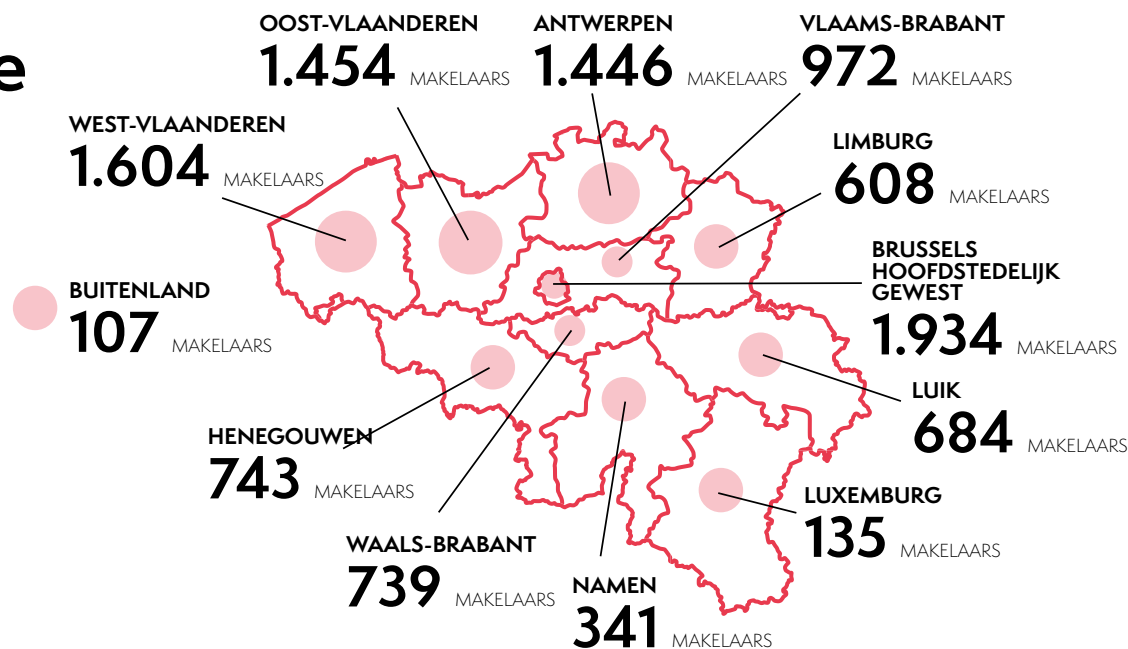 e
OOST-VLAANDEREN
1.454 MAKELAARS
ANTWERPEN
1.446 MAKELAARS
VLAAMS-BRABANT
972 MAKELAARS
WEST-VLAANDEREN
1.604 MAKELAARS
LIMBURG
608 MAKELAARS
BRUSSELS
HOOFDSTEDELIJK
GEWEST
1.934 MAKELAARS
BUITENLAND
107 MAKELAARS
LUIK
684 MAKELAARS
HENEGOUWEN
743 MAKELAARS
LUXEMBURG
135 MAKELAARS
WAALS-BRABANT
739 MAKELAARS
NAMEN
341 MAKELAARS